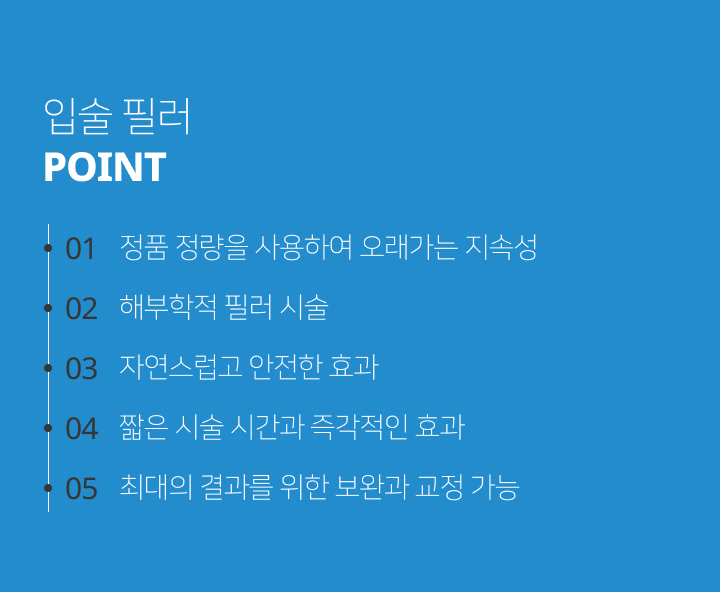 입술 필러
POINT
01 정품 정량을 사용하여 오래가는 지속성
02 해부학적 필러 시술
03 자연스럽고 안전한 효과
04 짧은 시술 시간과 즉각적인 효과
05 최대의 결과를 위한 보완과 교정 가능